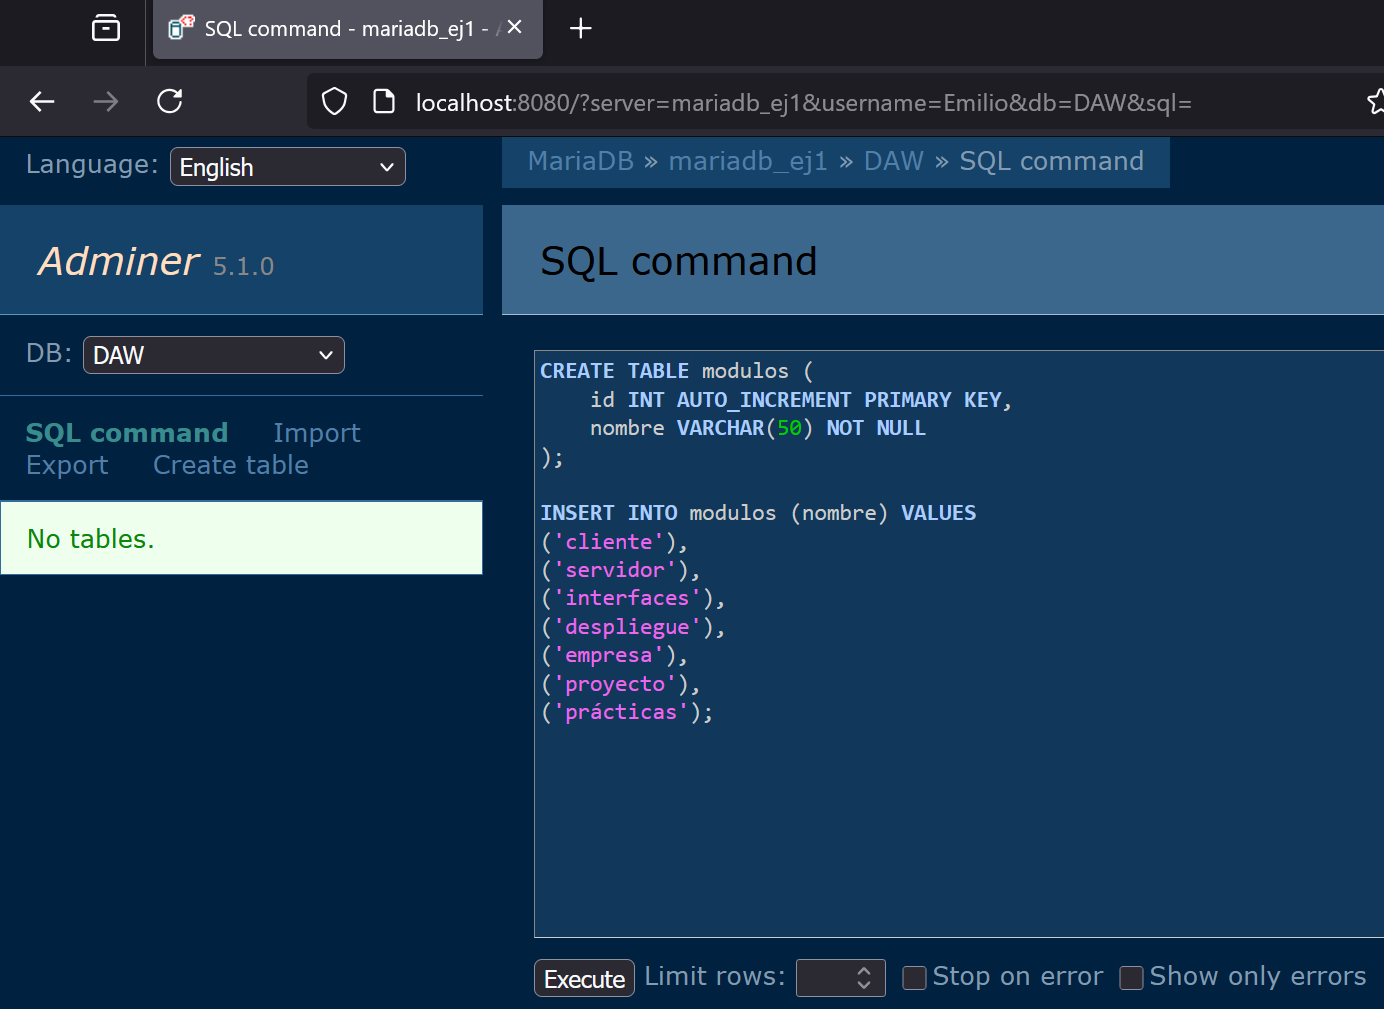 SQL command - mariadb_ej1 -
localhost:8080/?server=mariadb_ej1&username=Emilio&db=DAW&sql=
Language: English
MariaDB » mariadb_ej1 » DAW » SQL command
Adminer 5.1.0
SQL command
DB: DAW
SQL command Import
Export Create table
No tables.
CREATE TABLE modulos (
    id INT AUTO_INCREMENT PRIMARY KEY,
    nombre VARCHAR(50) NOT NULL
);
INSERT INTO modulos (nombre) VALUES
('cliente'),
('servidor'),
('interfaces'),
('despliegue'),
('empresa'),
('proyecto'),
('prácticas');
Execute Limit rows: Stop on error Show only errors